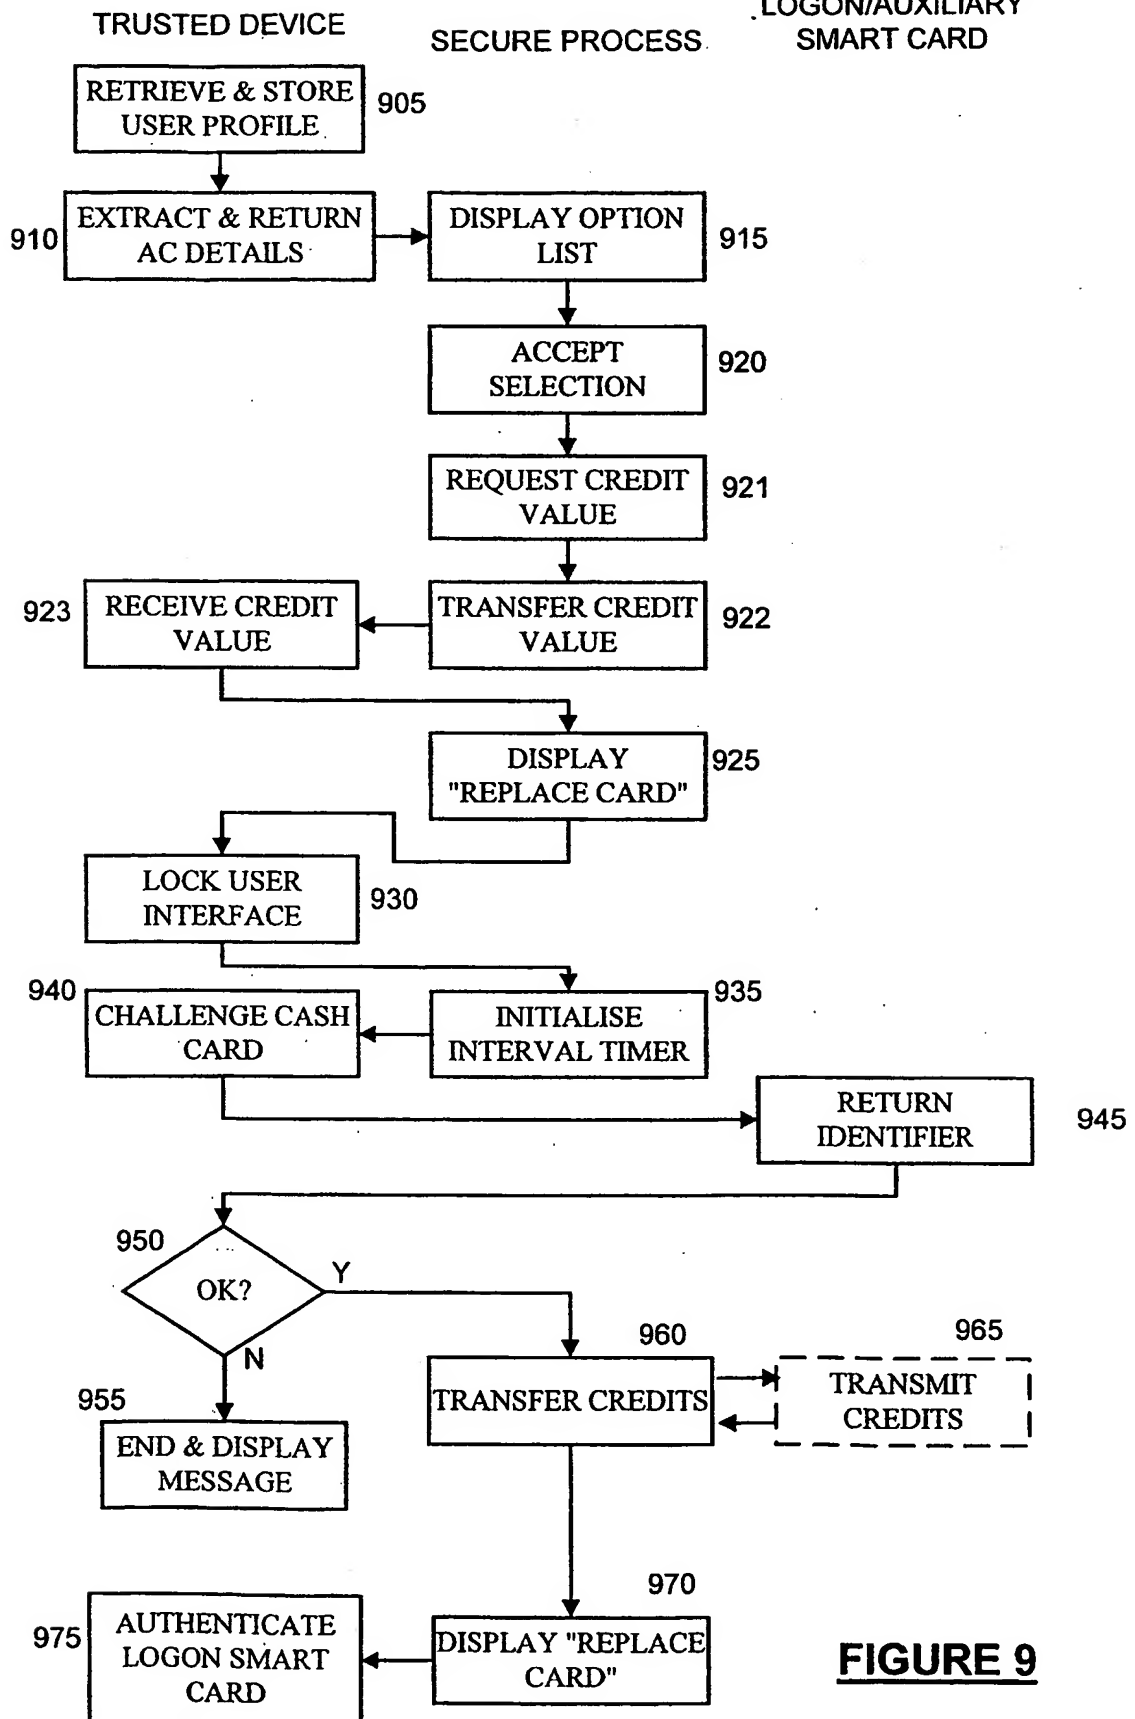 LOGON/AUXILIARY
TRUSTED DEVICE
SECURE PROCESS
SMART CARD
RETRIEVE & STORE
USER PROFILE
905
910
EXTRACT & RETURN
AC DETAILS
DISPLAY OPTION
LIST
915
ACCEPT
SELECTION
920
REQUEST CREDIT
VALUE
921
923
RECEIVE CREDIT
VALUE
TRANSFER CREDIT
VALUE
922
DISPLAY
"REPLACE CARD"
925
LOCK USER
INTERFACE
930
940
CHALLENGE CASH
CARD
INITIALISE
INTERVAL TIMER
935
RETURN
IDENTIFIER
945
950
OK?
Y
N
955
END & DISPLAY
MESSAGE
960
TRANSFER CREDITS
965
TRANSMIT
CREDITS
970
DISPLAY "REPLACE
CARD"
975
AUTHENTICATE
LOGON SMART
CARD
FIGURE 9